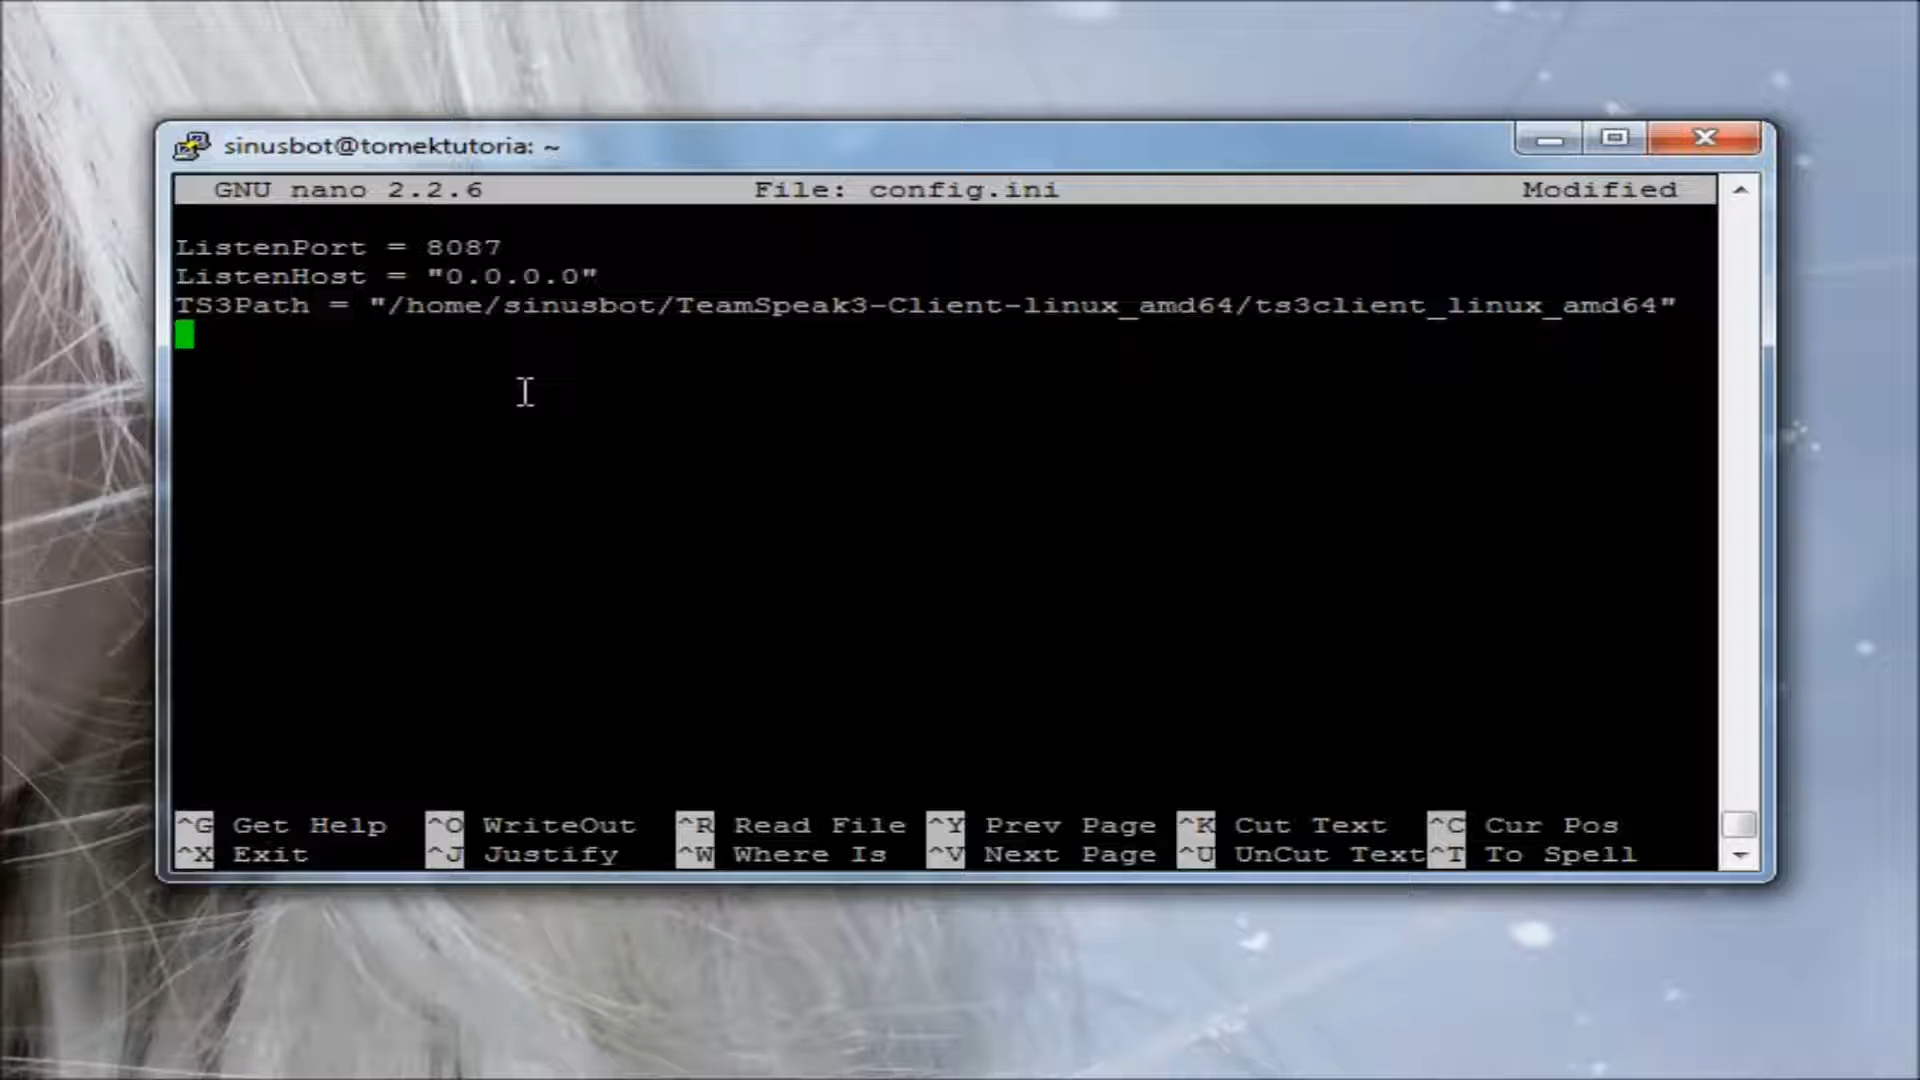 sinusbot@tomektutoria: ~
GNU nano 2.2.6 File: config.ini Modified
ListenPort = 8087
ListenHost = "0.0.0.0"
TS3Path = "/home/sinusbot/TeamSpeak3-Client-linux_amd64/ts3client_linux_amd64"
^G Get Help ^O WriteOut ^R Read File ^Y Prev Page ^K Cut Text ^C Cur Pos
^X Exit ^J Justify ^W Where Is ^V Next Page ^U UnCut Text ^T To Spell